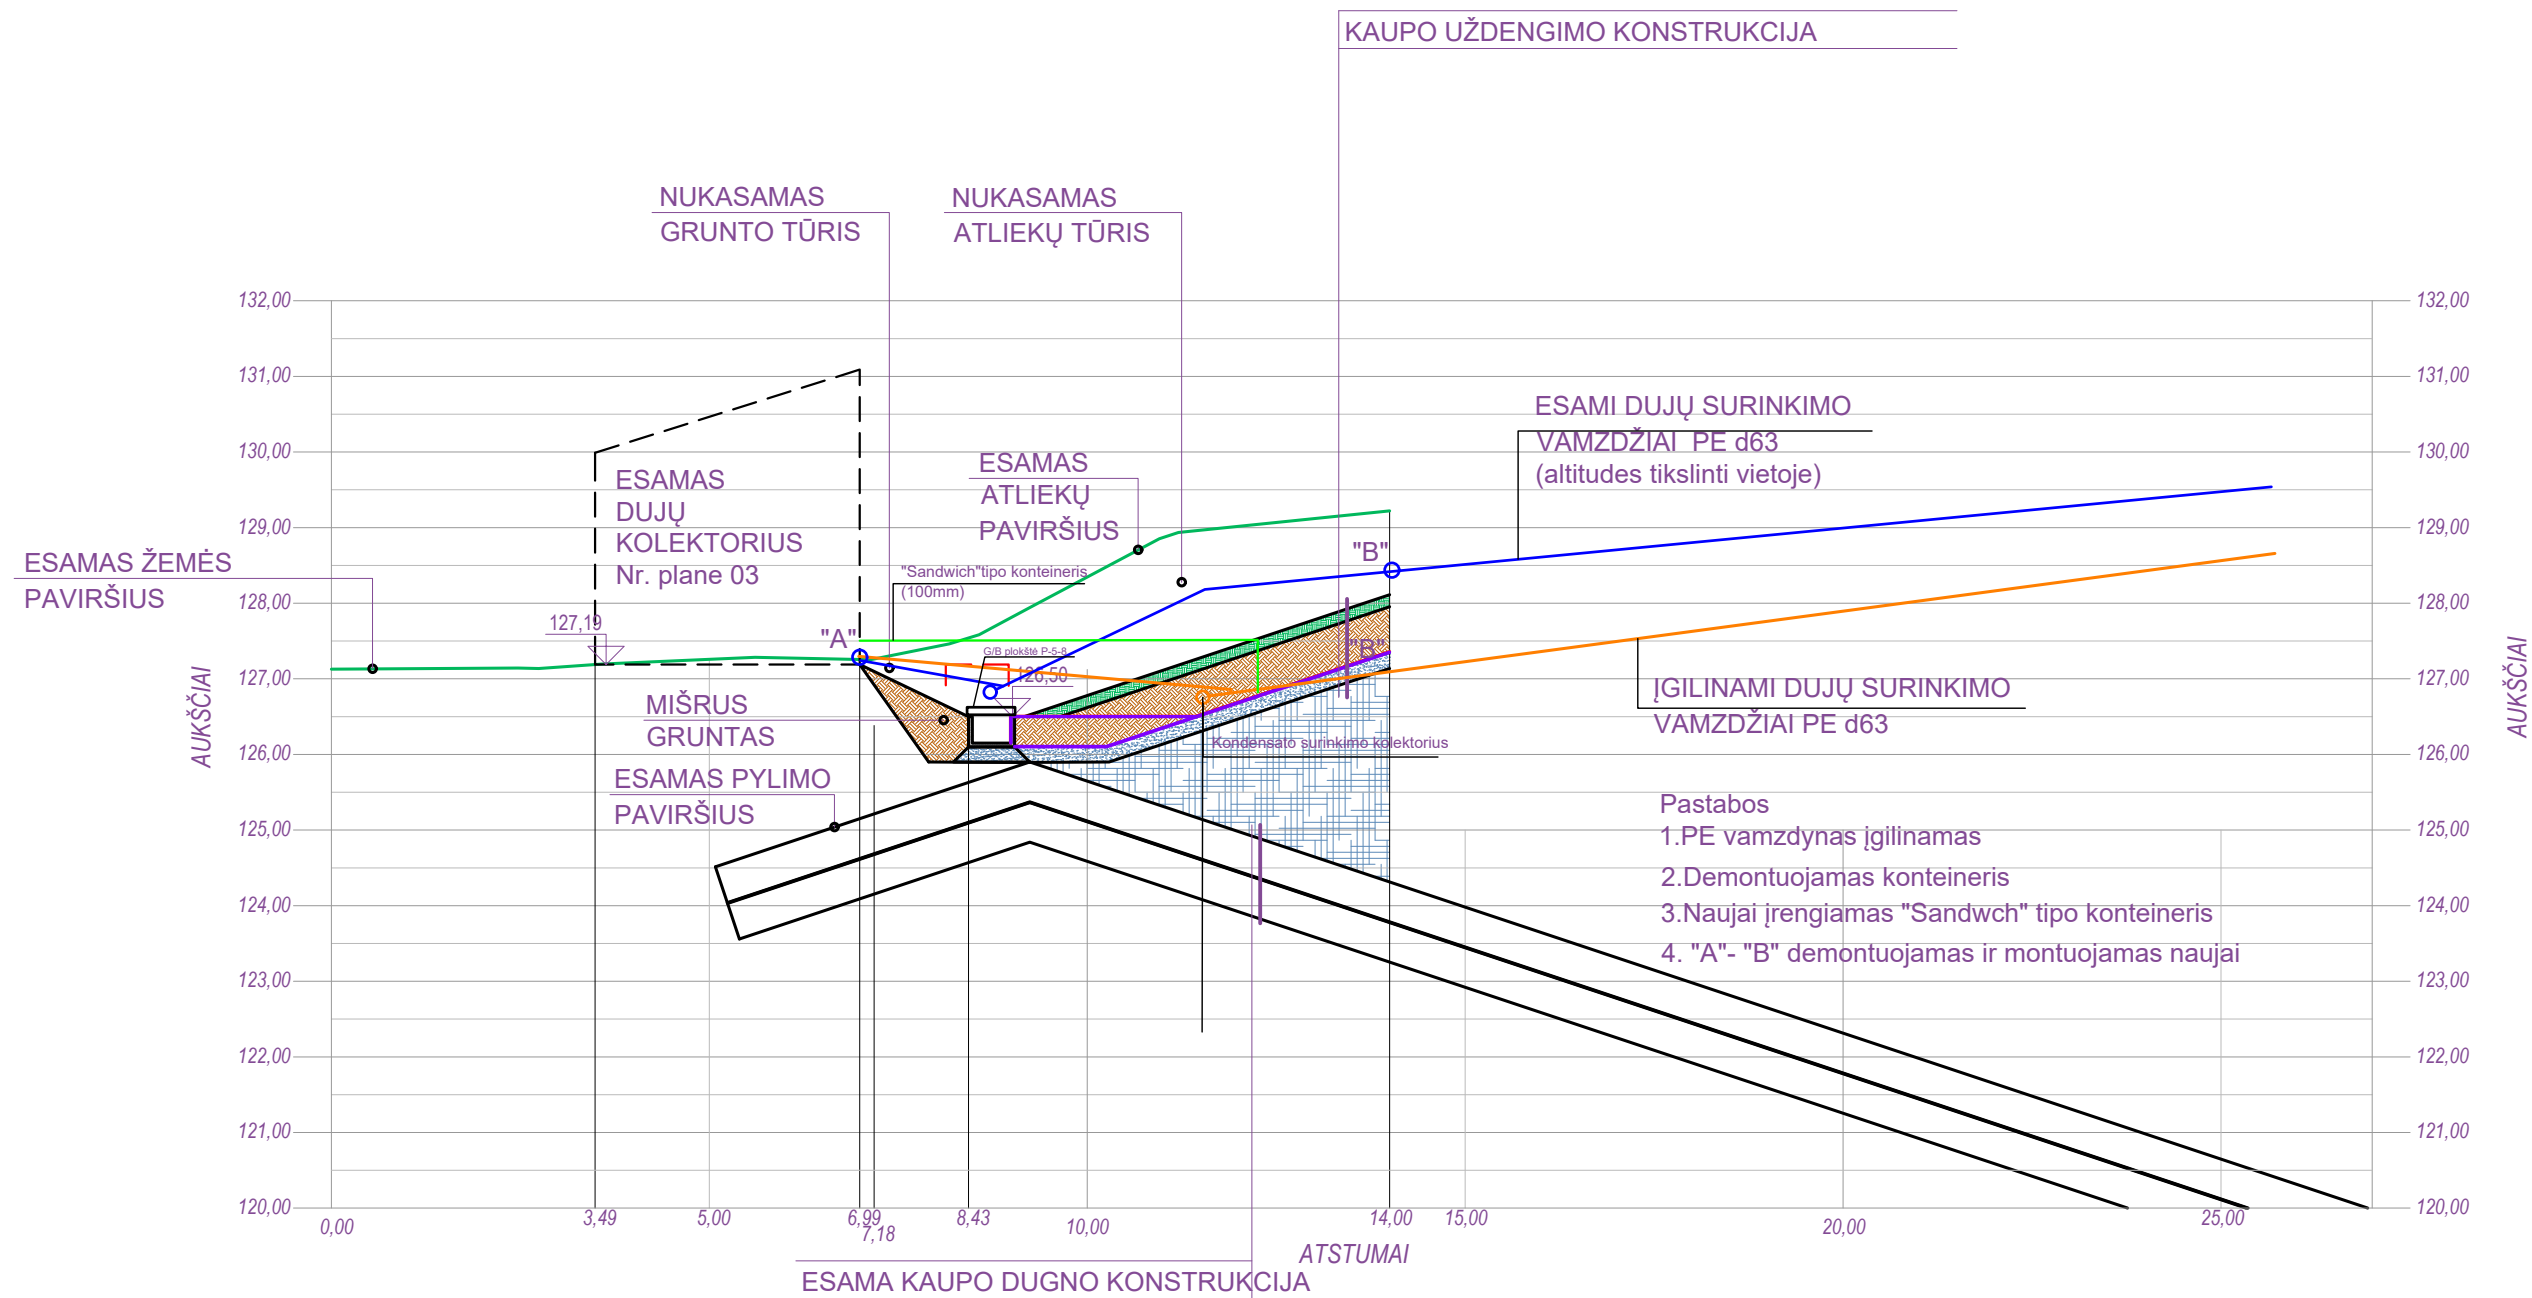 KAUPO UŽDENGIMO KONSTRUKCIJA
NUKASAMAS
GRUNTO TŪRIS
NUKASAMAS
ATLIEKŲ TŪRIS
132,00
132,00
131,00
131,00
130,00
130,00
129,00
129,00
128,00
128,00
127,00
127,00
126,00
126,00
125,00
125,00
124,00
124,00
123,00
123,00
122,00
122,00
121,00
121,00
120,00
120,00
AUKŠČIAI
AUKŠČIAI
ESAMI DUJŲ SURINKIMO
VAMZDŽIAI PE d63
(altitudes tikslinti vietoje)
ESAMAS
ATLIEKŲ
PAVIRŠIUS
ESAMAS
DUJŲ
KOLEKTORIUS
Nr. plane 03
ESAMAS ŽEMĖS
PAVIRŠIUS
"Sandwich"tipo konteineris
(100mm)
"B"
127,19
"A"
G/B plokštė P-5-8
"B"
126,50
MIŠRUS
GRUNTAS
ĮGILINAMI DUJŲ SURINKIMO
VAMZDŽIAI PE d63
Kondensato surinkimo kolektorius
ESAMAS PYLIMO
PAVIRŠIUS
Pastabos
1.PE vamzdynas įgilinamas
2.Demontuojamas konteineris
3.Naujai įrengiamas "Sandwch" tipo konteineris
4. "A"- "B" demontuojamas ir montuojamas naujai
0,00
3,49
5,00
6,99
7,18
8,43
10,00
14,00
15,00
20,00
25,00
ATSTUMAI
ESAMA KAUPO DUGNO KONSTRUKCIJA